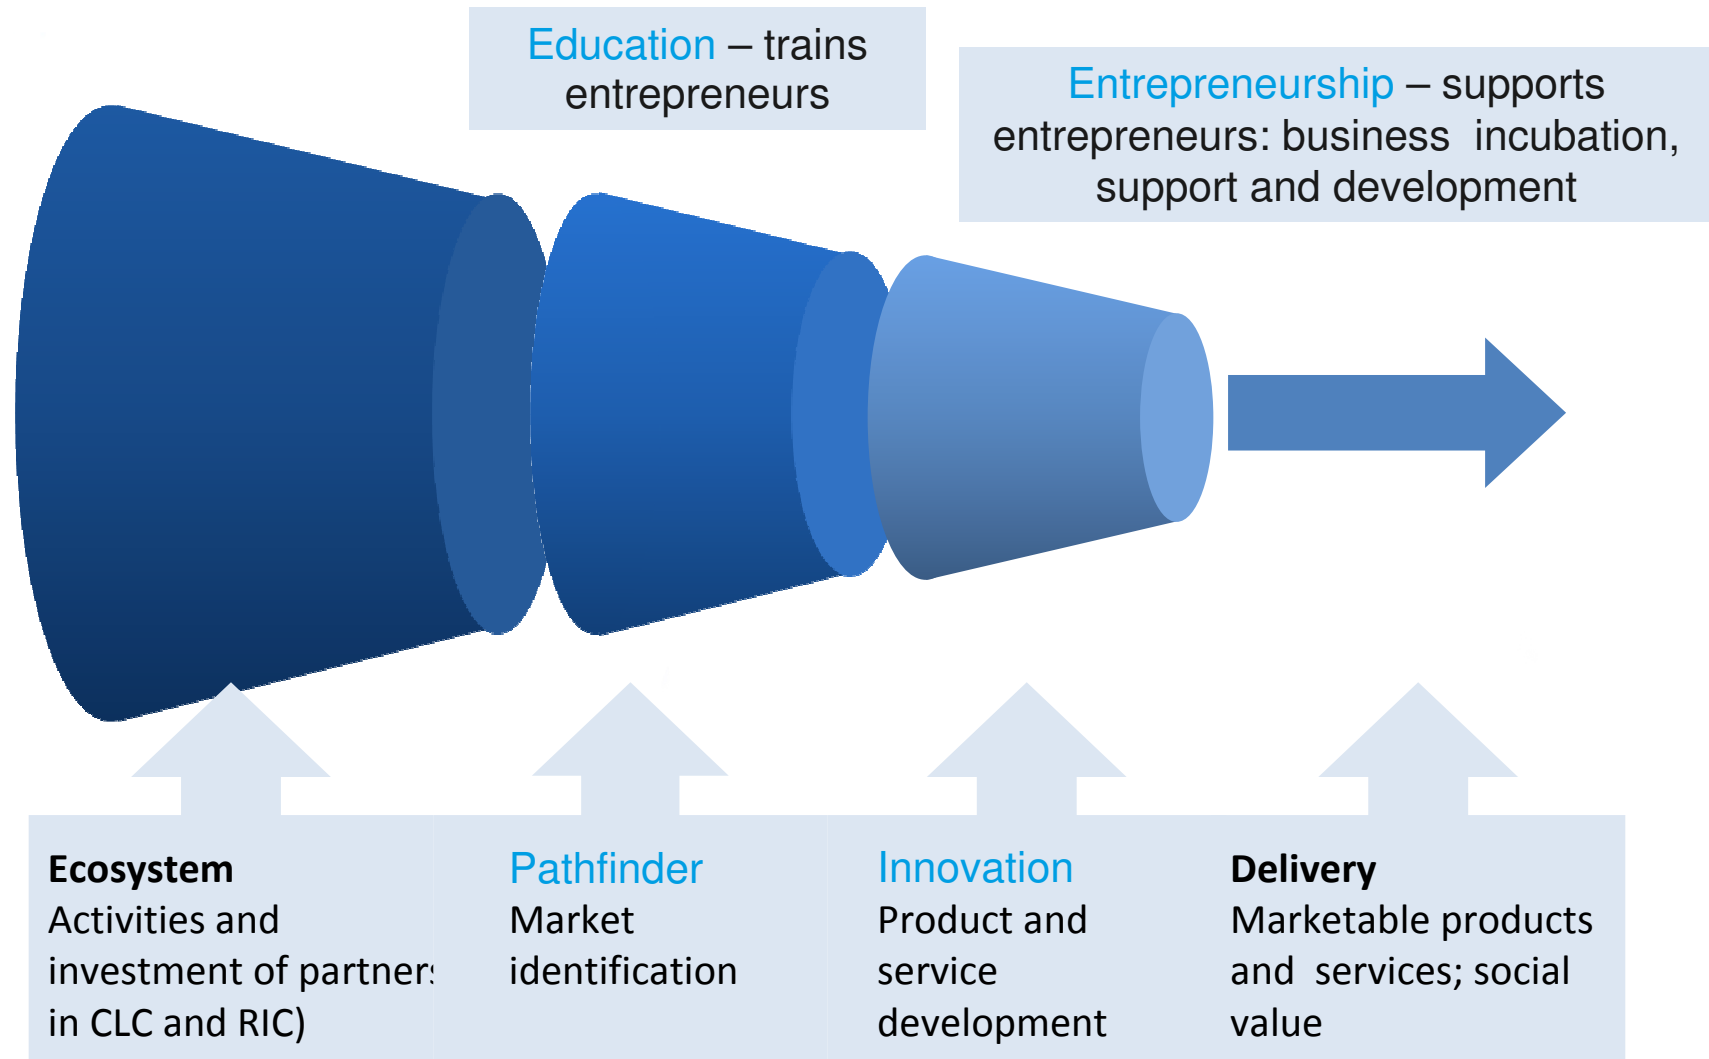 Education – trains
entrepreneurs
Entrepreneurship – supports
entrepreneurs: business incubation,
support and development
Ecosystem
Activities and
investment of partners
in CLC and RIC)
Pathfinder
Market
identification
Innovation
Product and
service
development
Delivery
Marketable products
and services; social
value